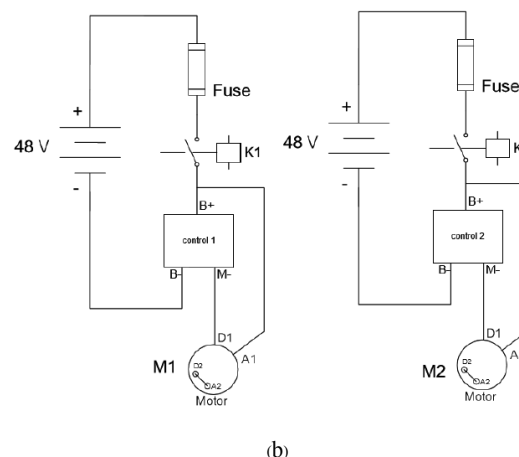 Fuse
+
48 V
K1
-
B+
control 1
B-
M-
D1
M1
A1
D2
A2
Motor
Fuse
+
48 V
K
-
B+
control 2
B-
M-
D1
M2
A
D2
A2
Motor
(b)